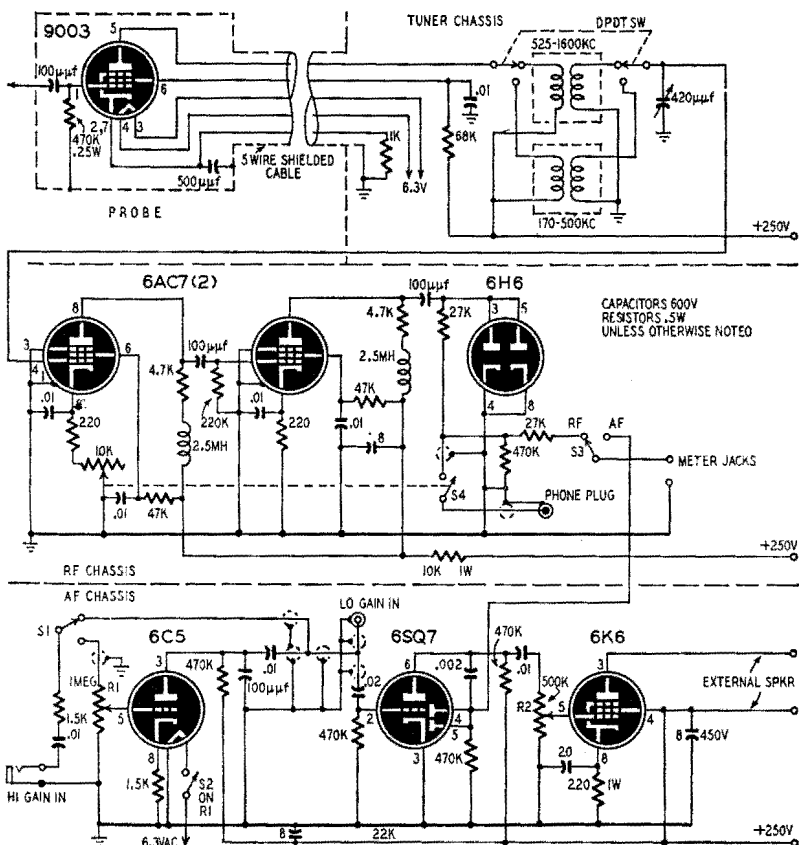 TUNER CHASSIS
DPDT SW
9003
5
525-1600KC
100µµf
1
6
.01
420µµf
470K
.25W
2,7
4
3
1K
68K
500µµf
5 WIRE SHIELDED
CABLE
6.3V
PROBE
170-500KC
+250V
6AC7(2)
100µµf
6H6
8
4.7K
27K
3
5
CAPACITORS 600V
RESISTORS .5W
UNLESS OTHERWISE NOTED
3
4
1
6
100µµf
4.7K
2.5MH
47K
.01
220
220K
.01
220
.01
8
4
8
27K
RF
AF
2.5MH
10K
470K
S3
METER JACKS
S4
.01
47K
PHONE PLUG
10K
1W
+250V
RF CHASSIS
AF CHASSIS
LO GAIN IN
S1
6C5
6SQ7
470K
6K6
3
470K
.01
6
.002
.01
3
1MEG
R1
100µµf
.02
500K
EXTERNAL SPKR
5
2
4
5
R2
5
4
1.5K
.01
470K
470K
8
450V
8
3
20
8
1.5K
S2
ON
R1
220
1W
HI GAIN IN
6.3VAC
8
22K
+250V